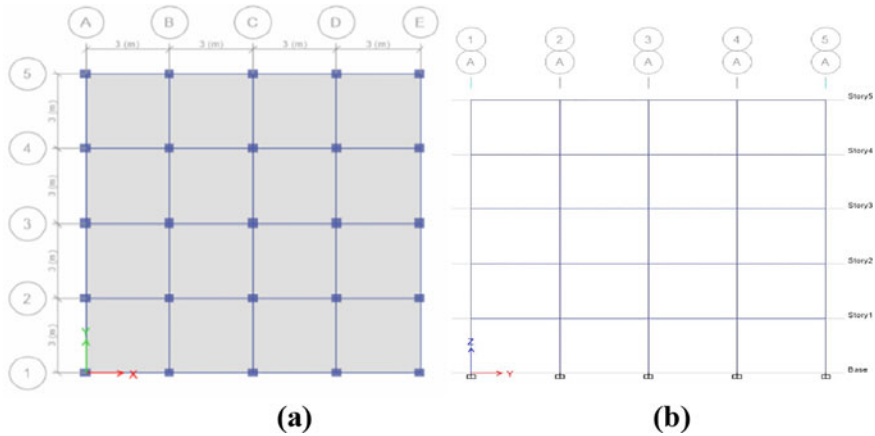 A B C D E
3 (m) 3 (m) 3 (m) 3 (m)
5
3 (m)
4
3 (m)
3
3 (m)
2
3 (m)
1
Y
X
(a)
1 2 3 4 5
A A A A A
Story5
Story4
Story3
Story2
Story1
Z
Y
Base
(b)